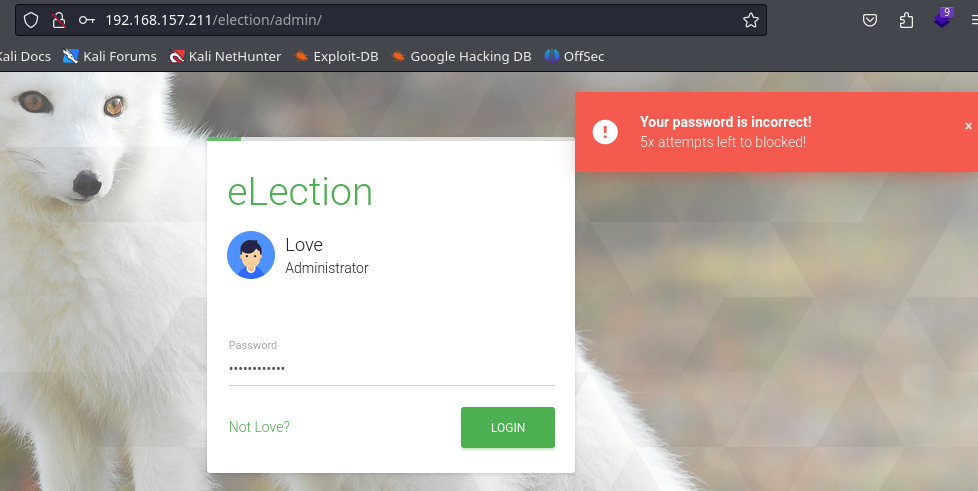 192.168.157.211/election/admin/
9
Kali Docs Kali Forums Kali NetHunter Exploit-DB Google Hacking DB OffSec
Your password is incorrect!
5x attempts left to blocked!
×
eLection
Love
Administrator
Password
••••••••••••
Not Love? LOGIN